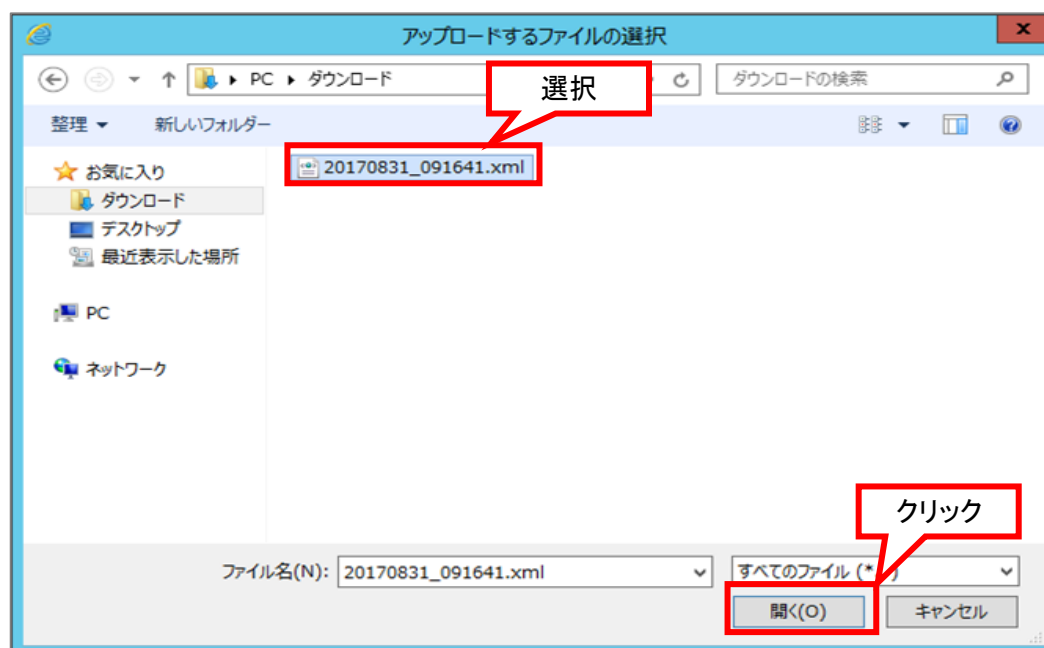 アップロードするファイルの選択
x
PC ▶ ダウンロード
選択
ダウンロードの検索
整理 ▼ 新しいフォルダー
20170831_091641.xml
お気に入り
ダウンロード
デスクトップ
最近表示した場所
PC
ネットワーク
クリック
ファイル名(N): 20170831_091641.xml
すべてのファイル (*
開く(O) キャンセル